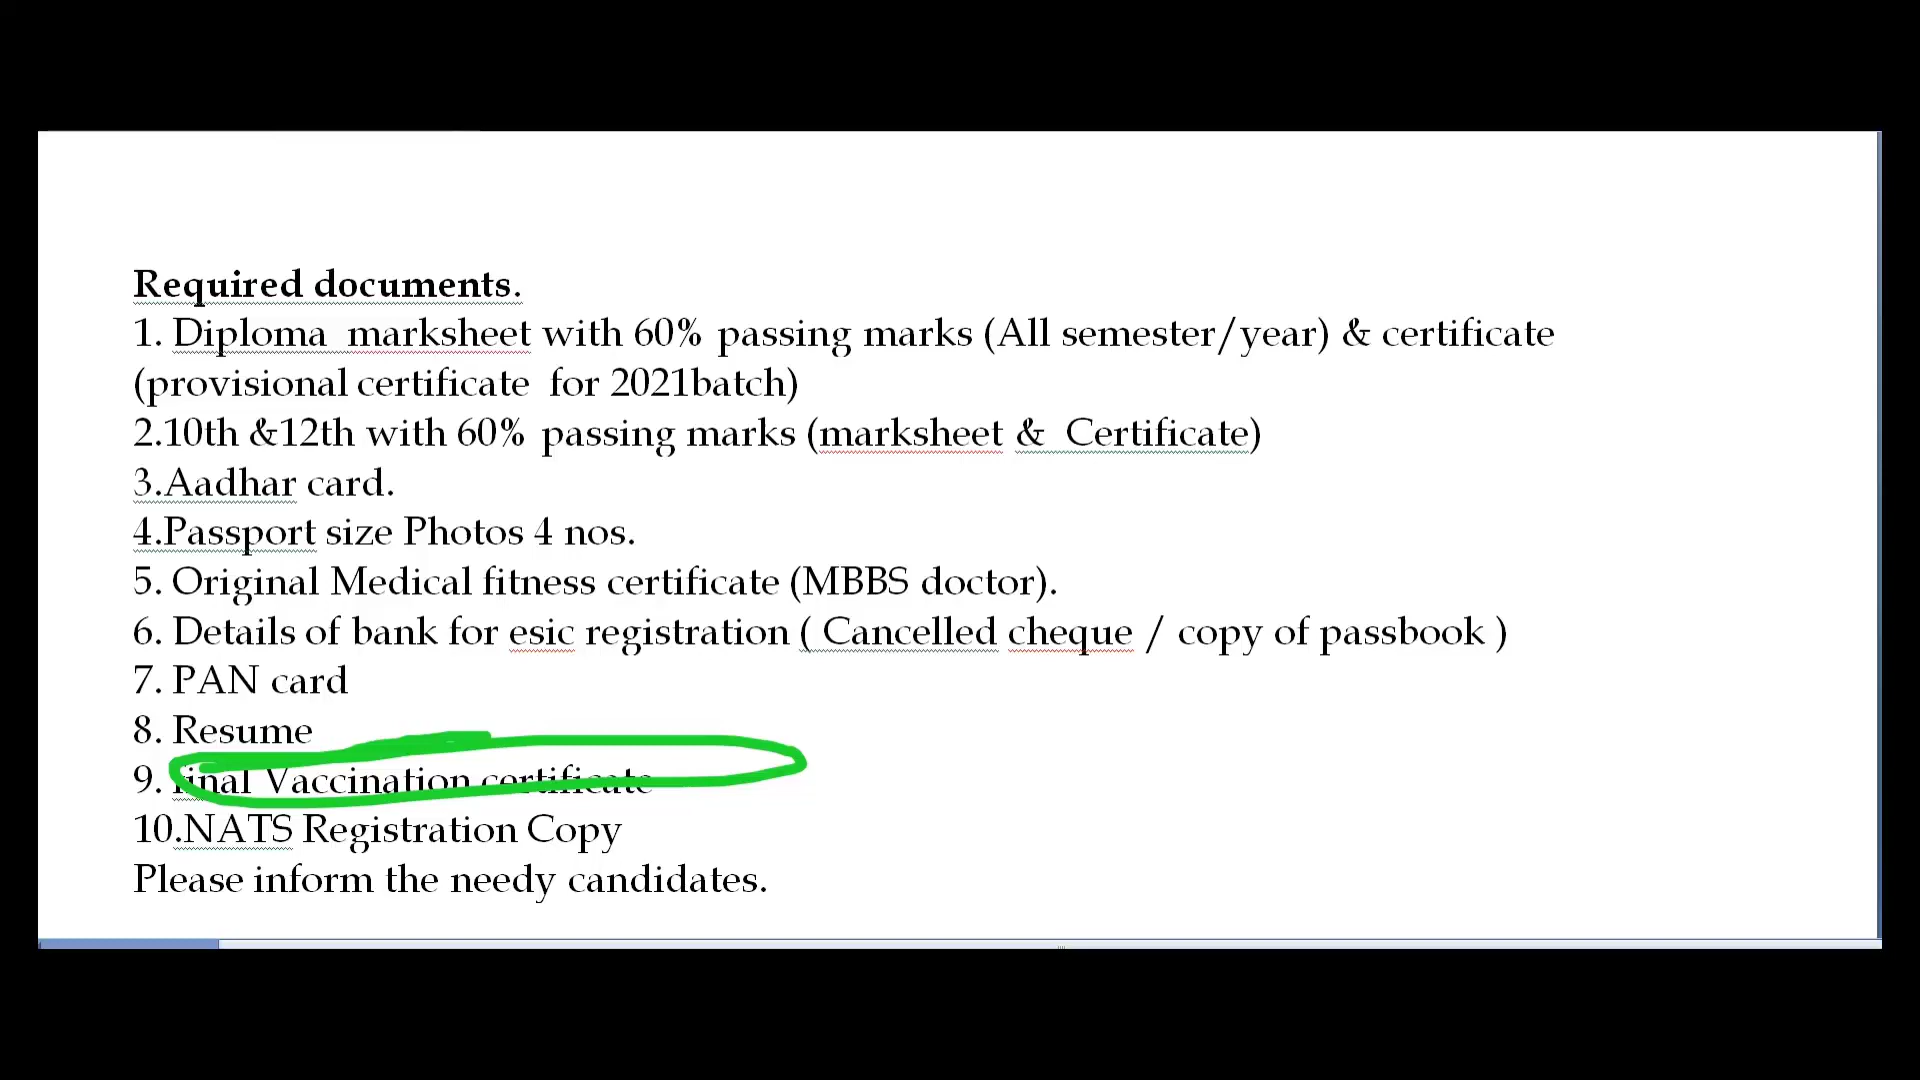 Required documents.
1. Diploma marksheet with 60% passing marks (All semester/year) & certificate
(provisional certificate for 2021batch)
2.10th &12th with 60% passing marks (marksheet & Certificate)
3.Aadhar card.
4.Passport size Photos 4 nos.
5. Original Medical fitness certificate (MBBS doctor).
6. Details of bank for esic registration ( Cancelled cheque / copy of passbook )
7. PAN card
8. Resume
9. final Vaccination certificate
10.NATS Registration Copy
Please inform the needy candidates.